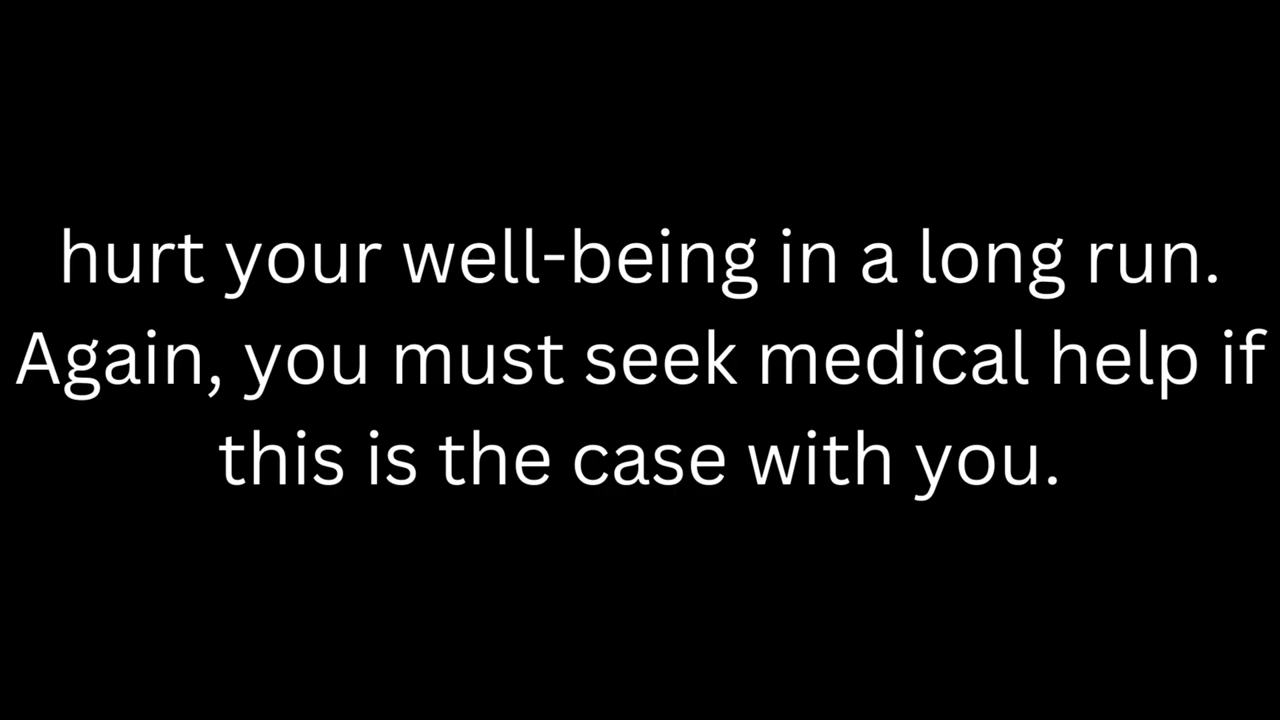 hurt your well-being in a long run.
Again, you must seek medical help if
this is the case with you.